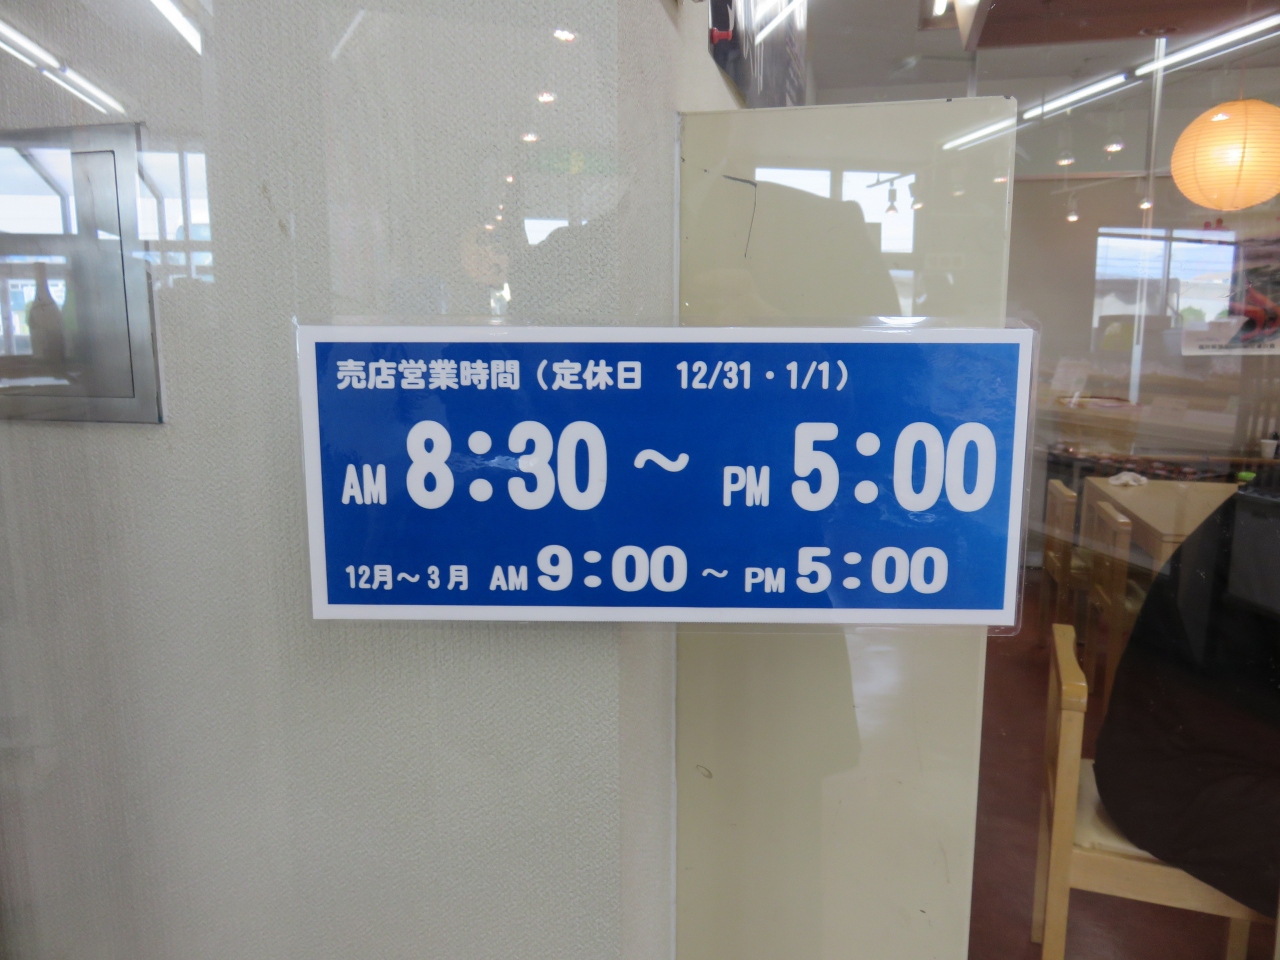 売店営業時間（定休日　12/31・1/1）
AM 8:30～PM 5:00
12月～3月 AM 9:00～PM 5:00